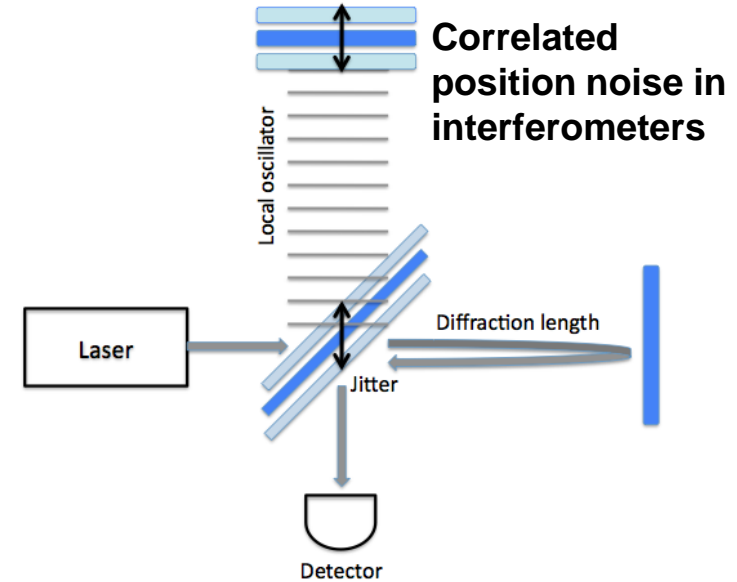 Correlated
position noise in
interferometers
Local oscillator
Diffraction length
Laser
Jitter
Detector